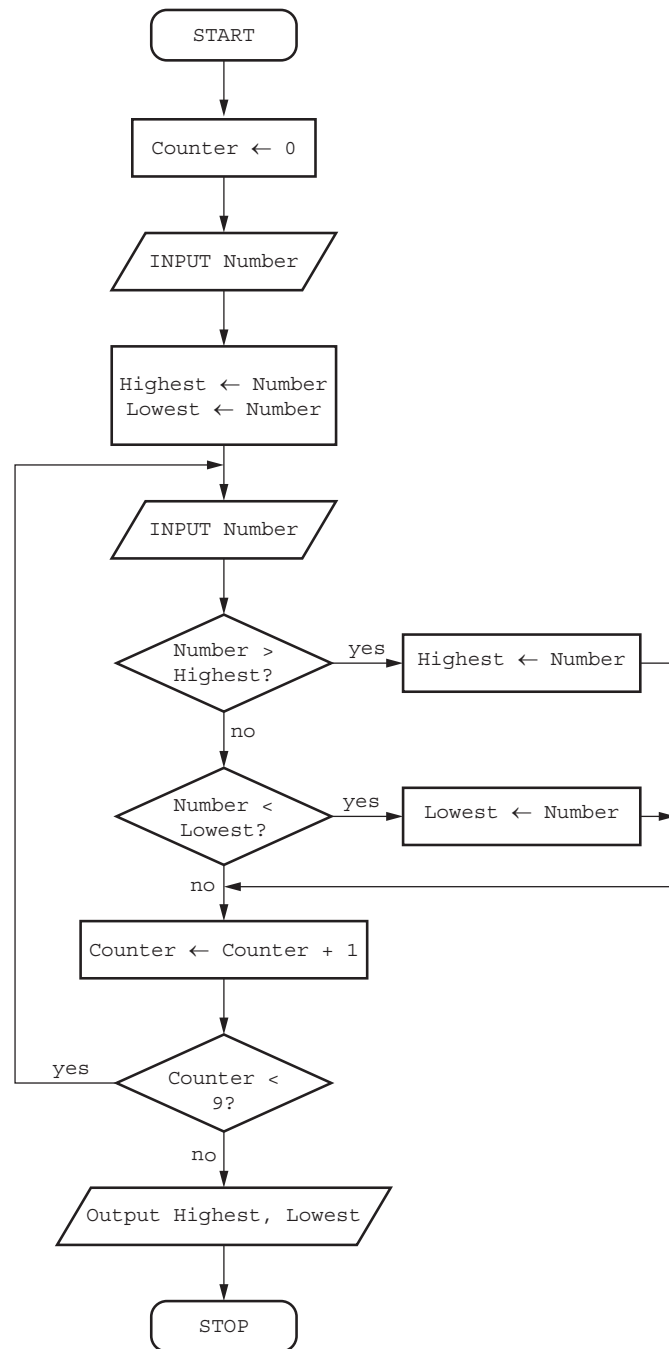 START
Counter ← 0
INPUT Number
Highest ← Number
Lowest ← Number
INPUT Number
Number >
Highest?
yes
Highest ← Number
no
Number <
Lowest?
yes
Lowest ← Number
no
Counter ← Counter + 1
Counter <
9?
yes
no
Output Highest, Lowest
STOP